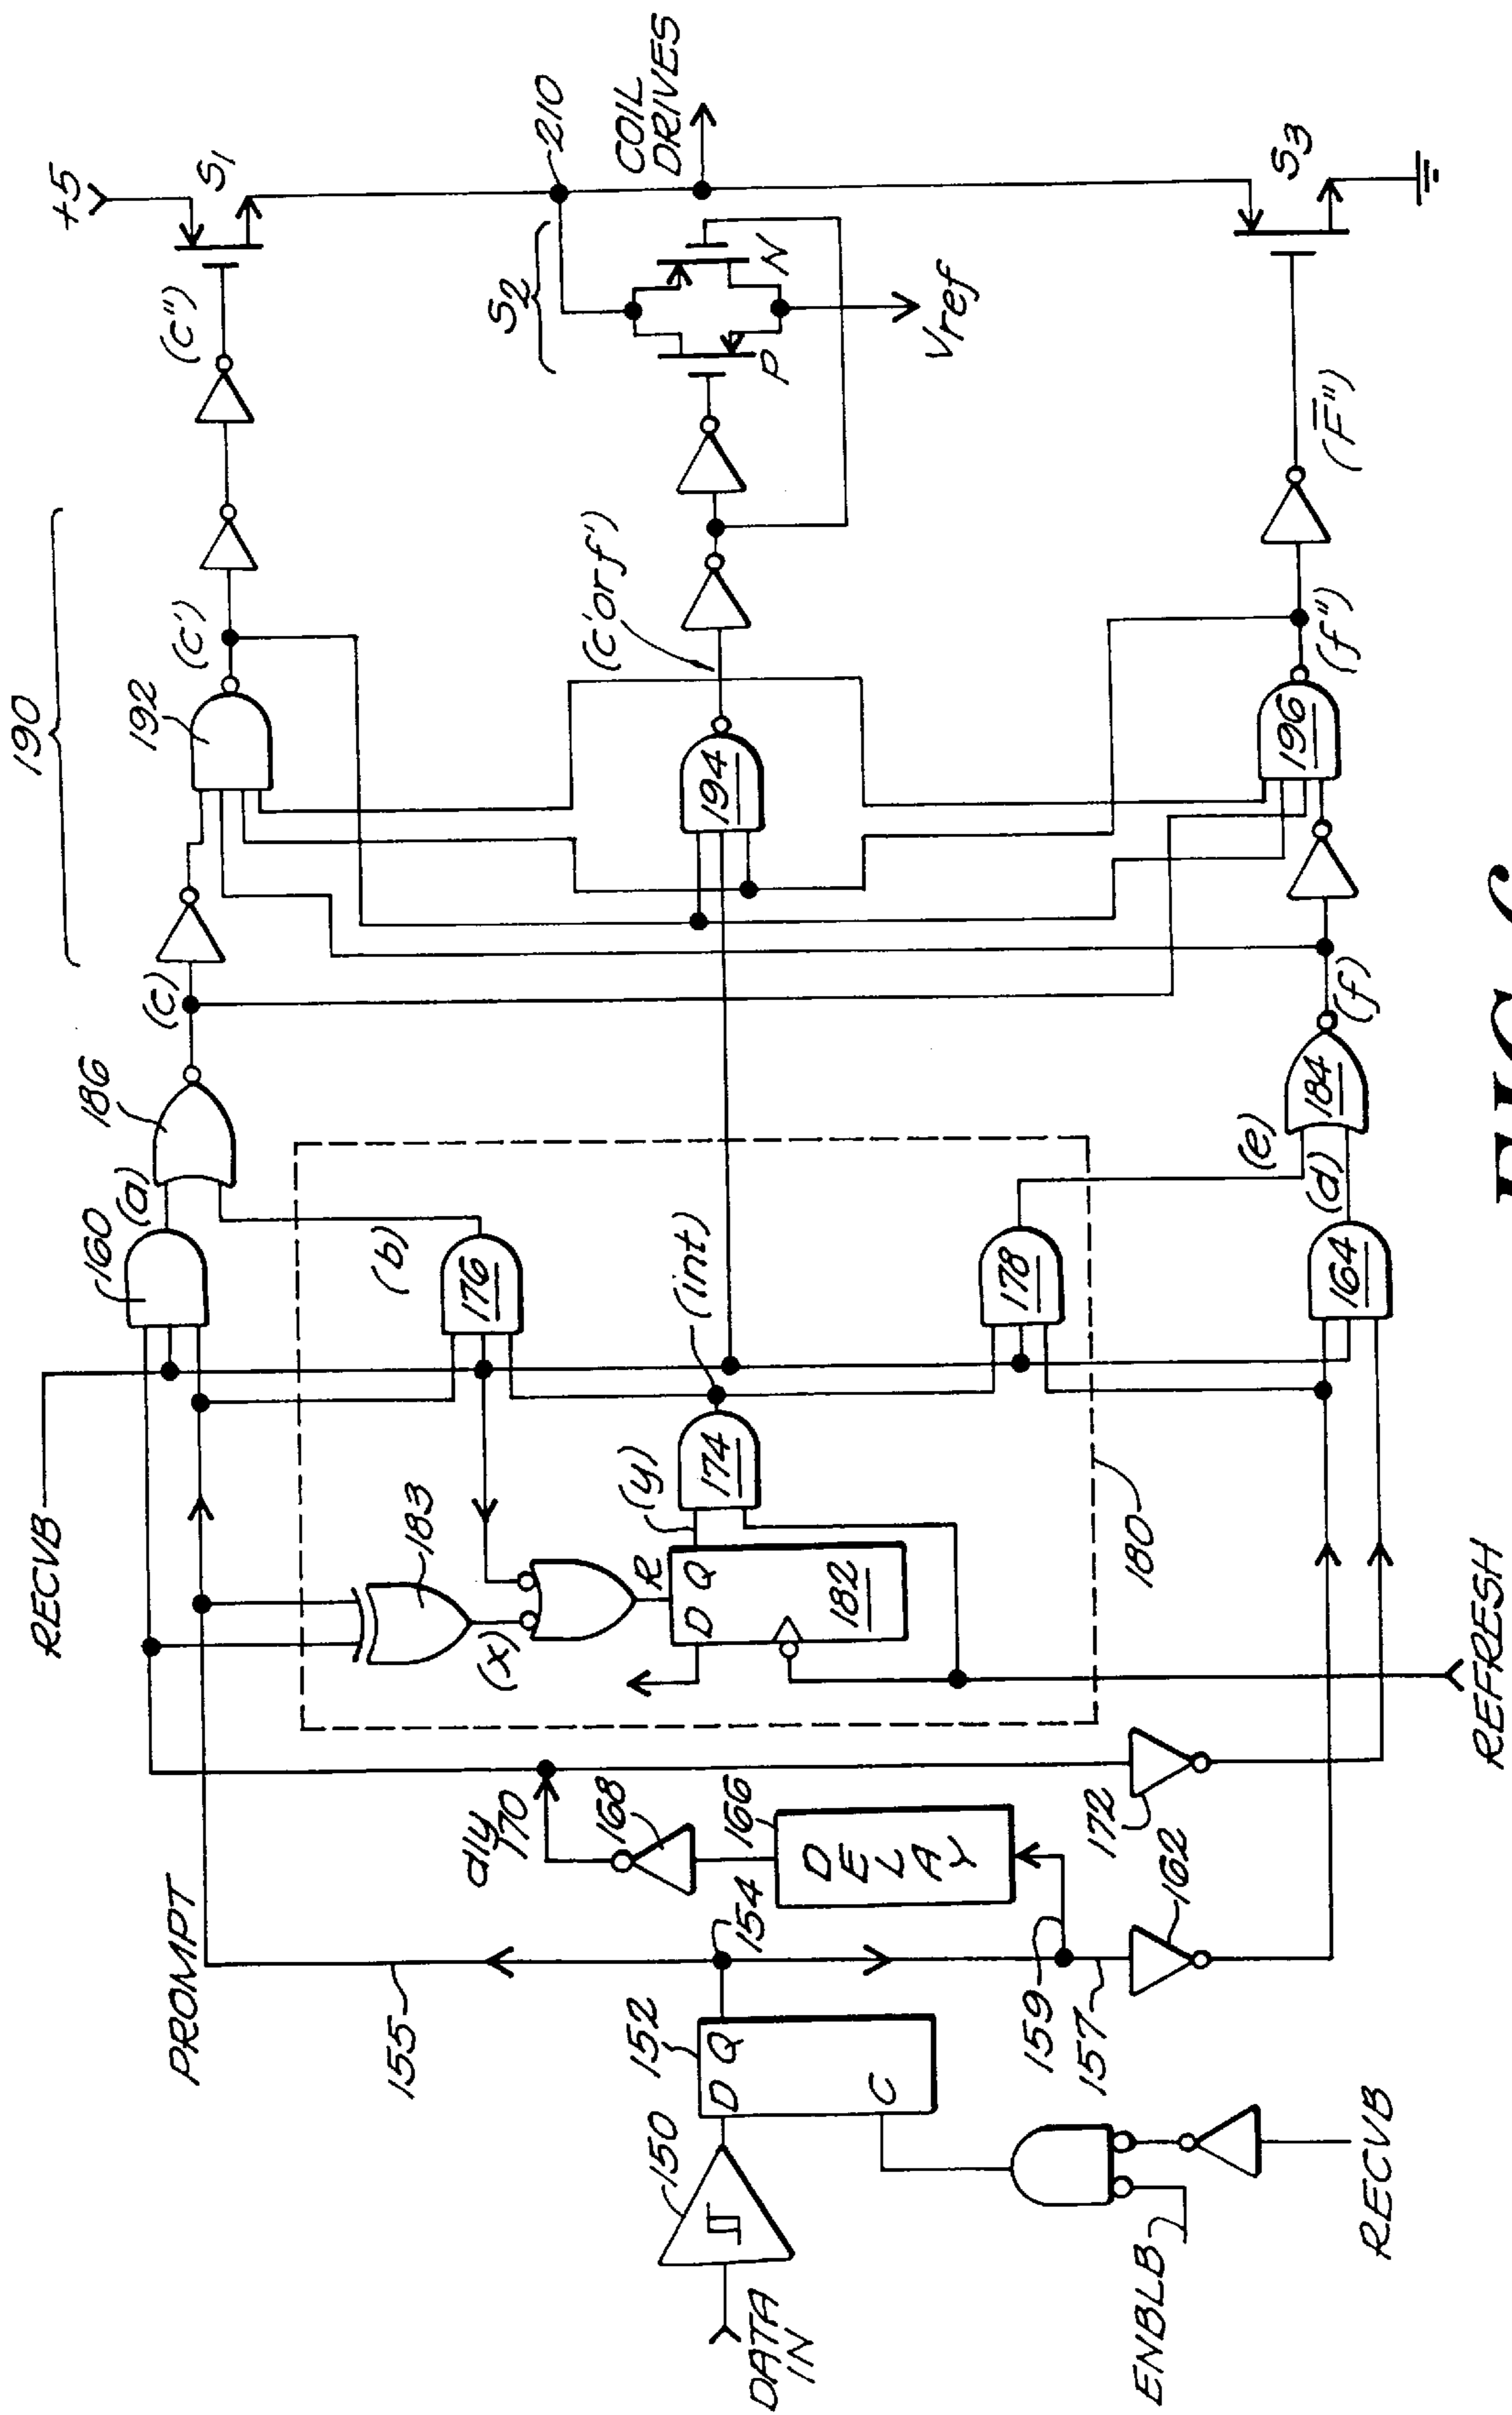 +5
S1
(c")
190
192
(c')
186
(c)
160
(a)
RECVB
PROMPT
155
183
(x)
(b)
176
(y)
R
D Q
182
174
(int)
194
(c'orf')
S2
210
COIL
DRIVES
P
N
Vref
dly
170
168
166
DELAY
154
152
D Q
C
150
DATA
IN
159
157
162
172
180
178
(e)
(d)
184
164
(f)
196
(f")
(F̅")
S3
ENBLB
RECVB
REFRESH